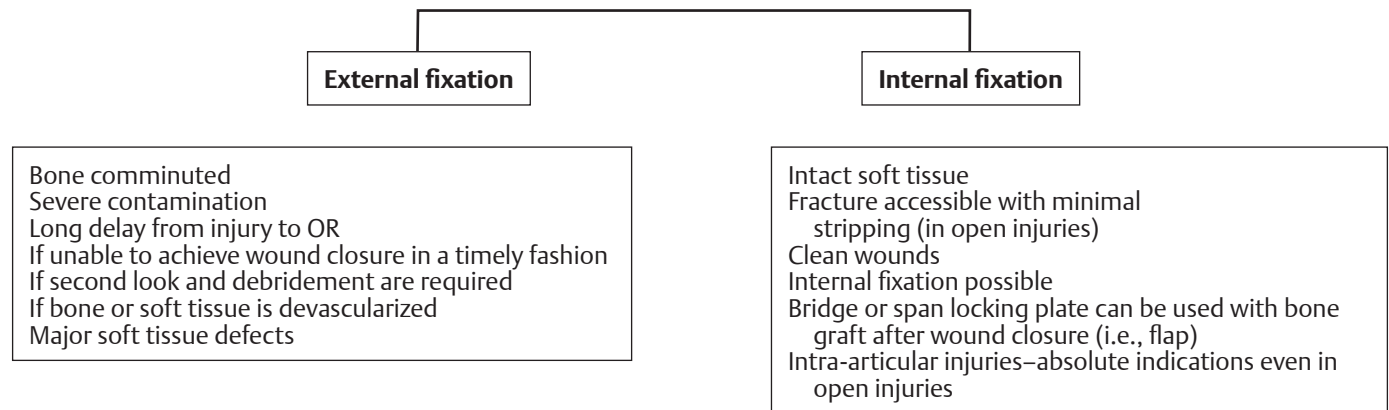 External fixation
Internal fixation
Bone comminuted
Severe contamination
Long delay from injury to OR
If unable to achieve wound closure in a timely fashion
If second look and debridement are required
If bone or soft tissue is devascularized
Major soft tissue defects
Intact soft tissue
Fracture accessible with minimal
stripping (in open injuries)
Clean wounds
Internal fixation possible
Bridge or span locking plate can be used with bone
graft after wound closure (i.e., flap)
Intra-articular injuries–absolute indications even in
open injuries